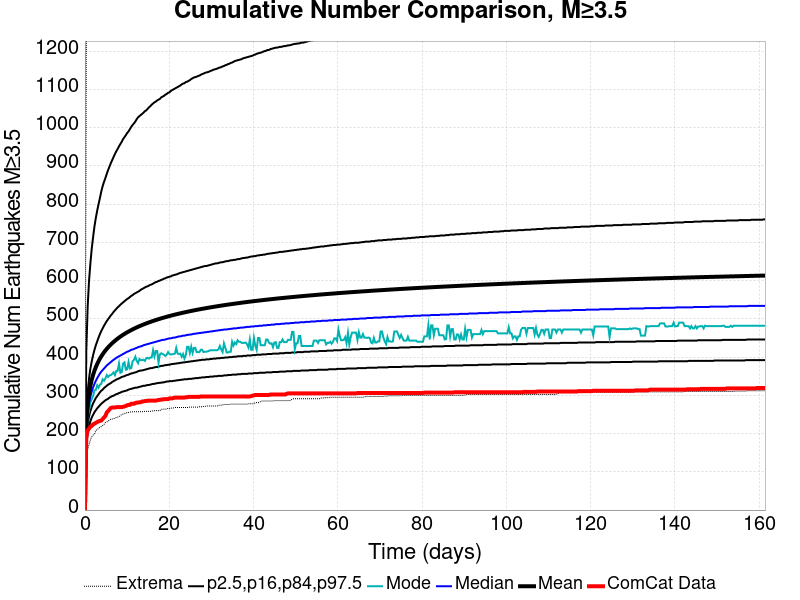 Cumulative Number Comparison, M≥3.5
Cumulative Num Earthquakes M≥3.5
1200
1100
1000
900
800
700
600
500
400
300
200
100
0
0 20 40 60 80 100 120 140 160
Time (days)
Extrema p2.5,p16,p84,p97.5 Mode Median Mean ComCat Data